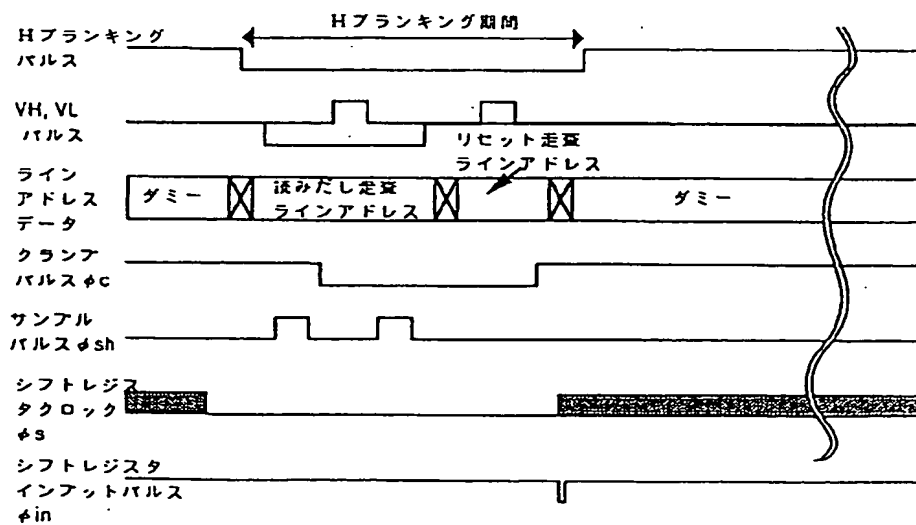 Hブランキング期間
Hブランキング
パルス
VH, VL
パルス
リセット走査
ラインアドレス
ライン
アドレス
データ
ダミー
読みだし走査
ラインアドレス
ダミー
クランプ
パルスφc
サンプル
パルスφsh
シフトレジス
タクロック
φs
シフトレジスタ
インプットパルス
φin